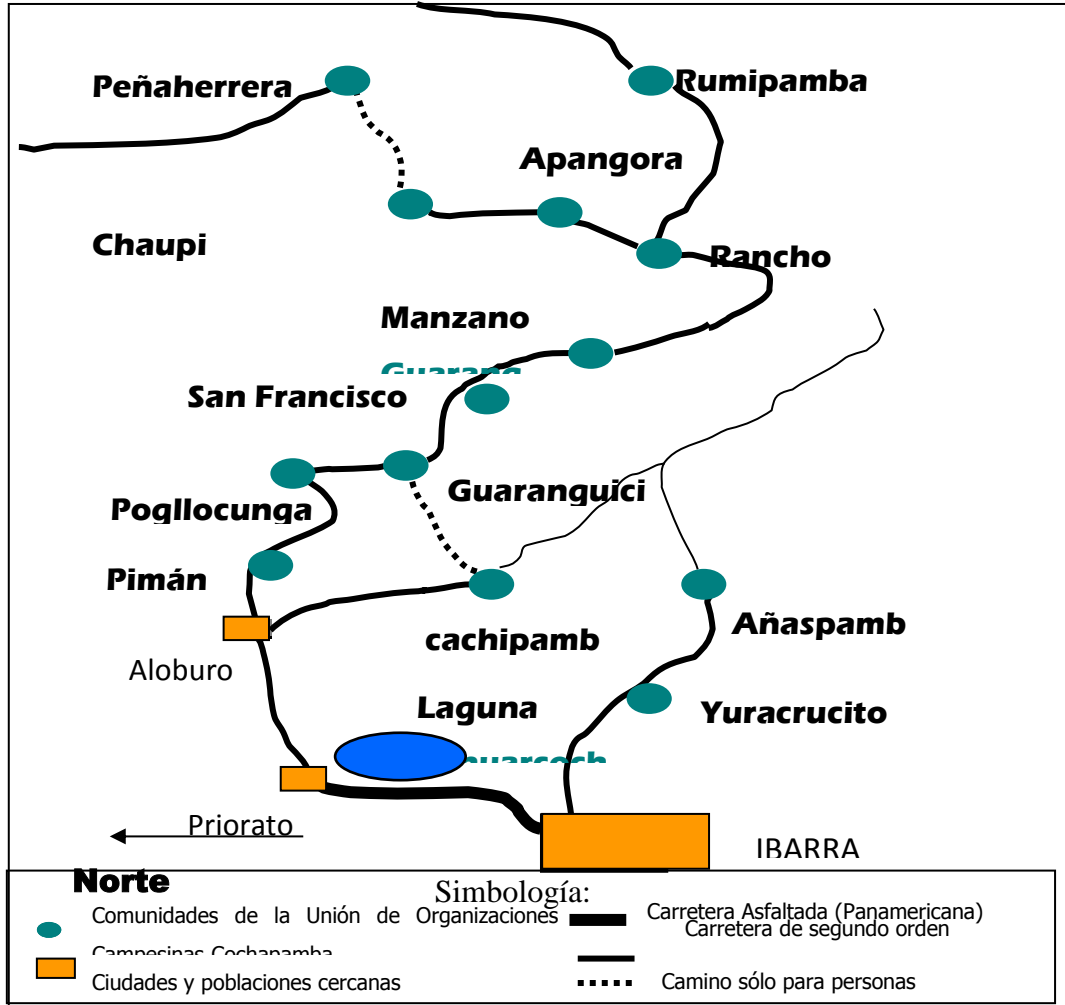 Peñaherrera
Rumipamba
Apangora
Chaupi
Rancho
Manzano
Guarang
San Francisco
Guaranguici
Pogllocunga
Pimán
Añaspamb
cachipamb
Aloburo
Laguna
Yuracrucito
huarcoch
Priorato
IBARRA
Norte
Simbología:
Comunidades de la Unión de Organizaciones
Campesinas Cochapamba
Ciudades y poblaciones cercanas
Carretera Asfaltada (Panamericana)
Carretera de segundo orden
Camino sólo para personas